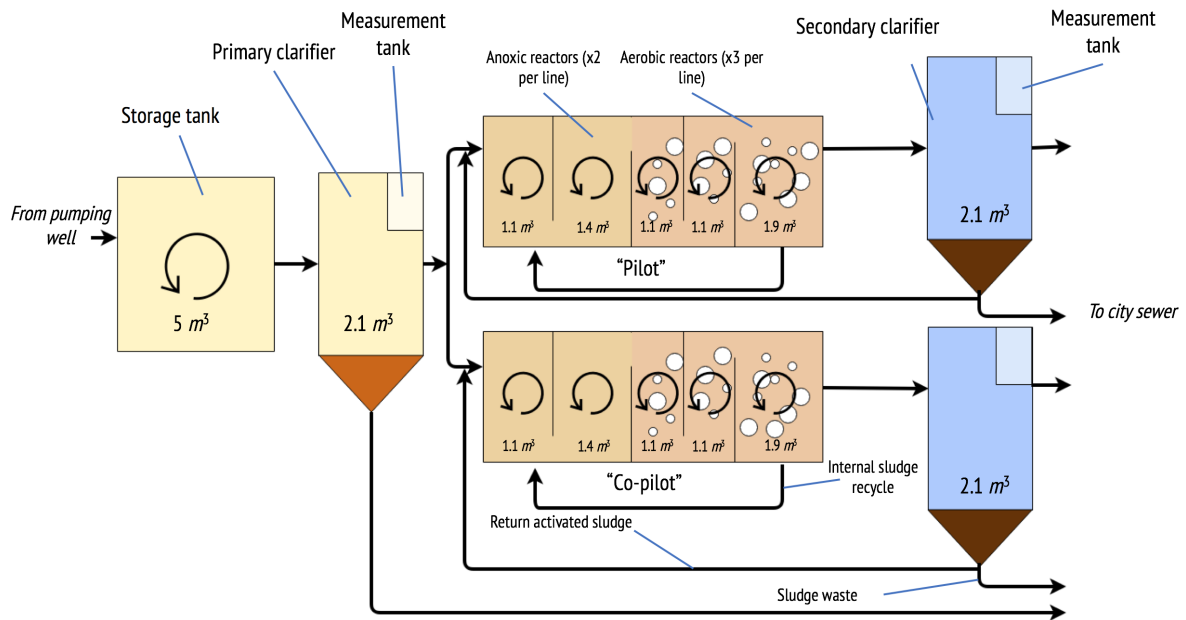 Measurement
tank
Primary clarifier
Storage tank
From pumping
well
5 m³
2.1 m³
Anoxic reactors (x2
per line)
Aerobic reactors (x3 per
line)
Secondary clarifier
Measurement
tank
1.1 m³
1.4 m³
1.1 m³
1.1 m³
1.9 m³
“Pilot”
2.1 m³
To city sewer
1.1 m³
1.4 m³
1.1 m³
1.1 m³
1.9 m³
“Co-pilot”
Internal sludge
recycle
2.1 m³
Return activated sludge
Sludge waste